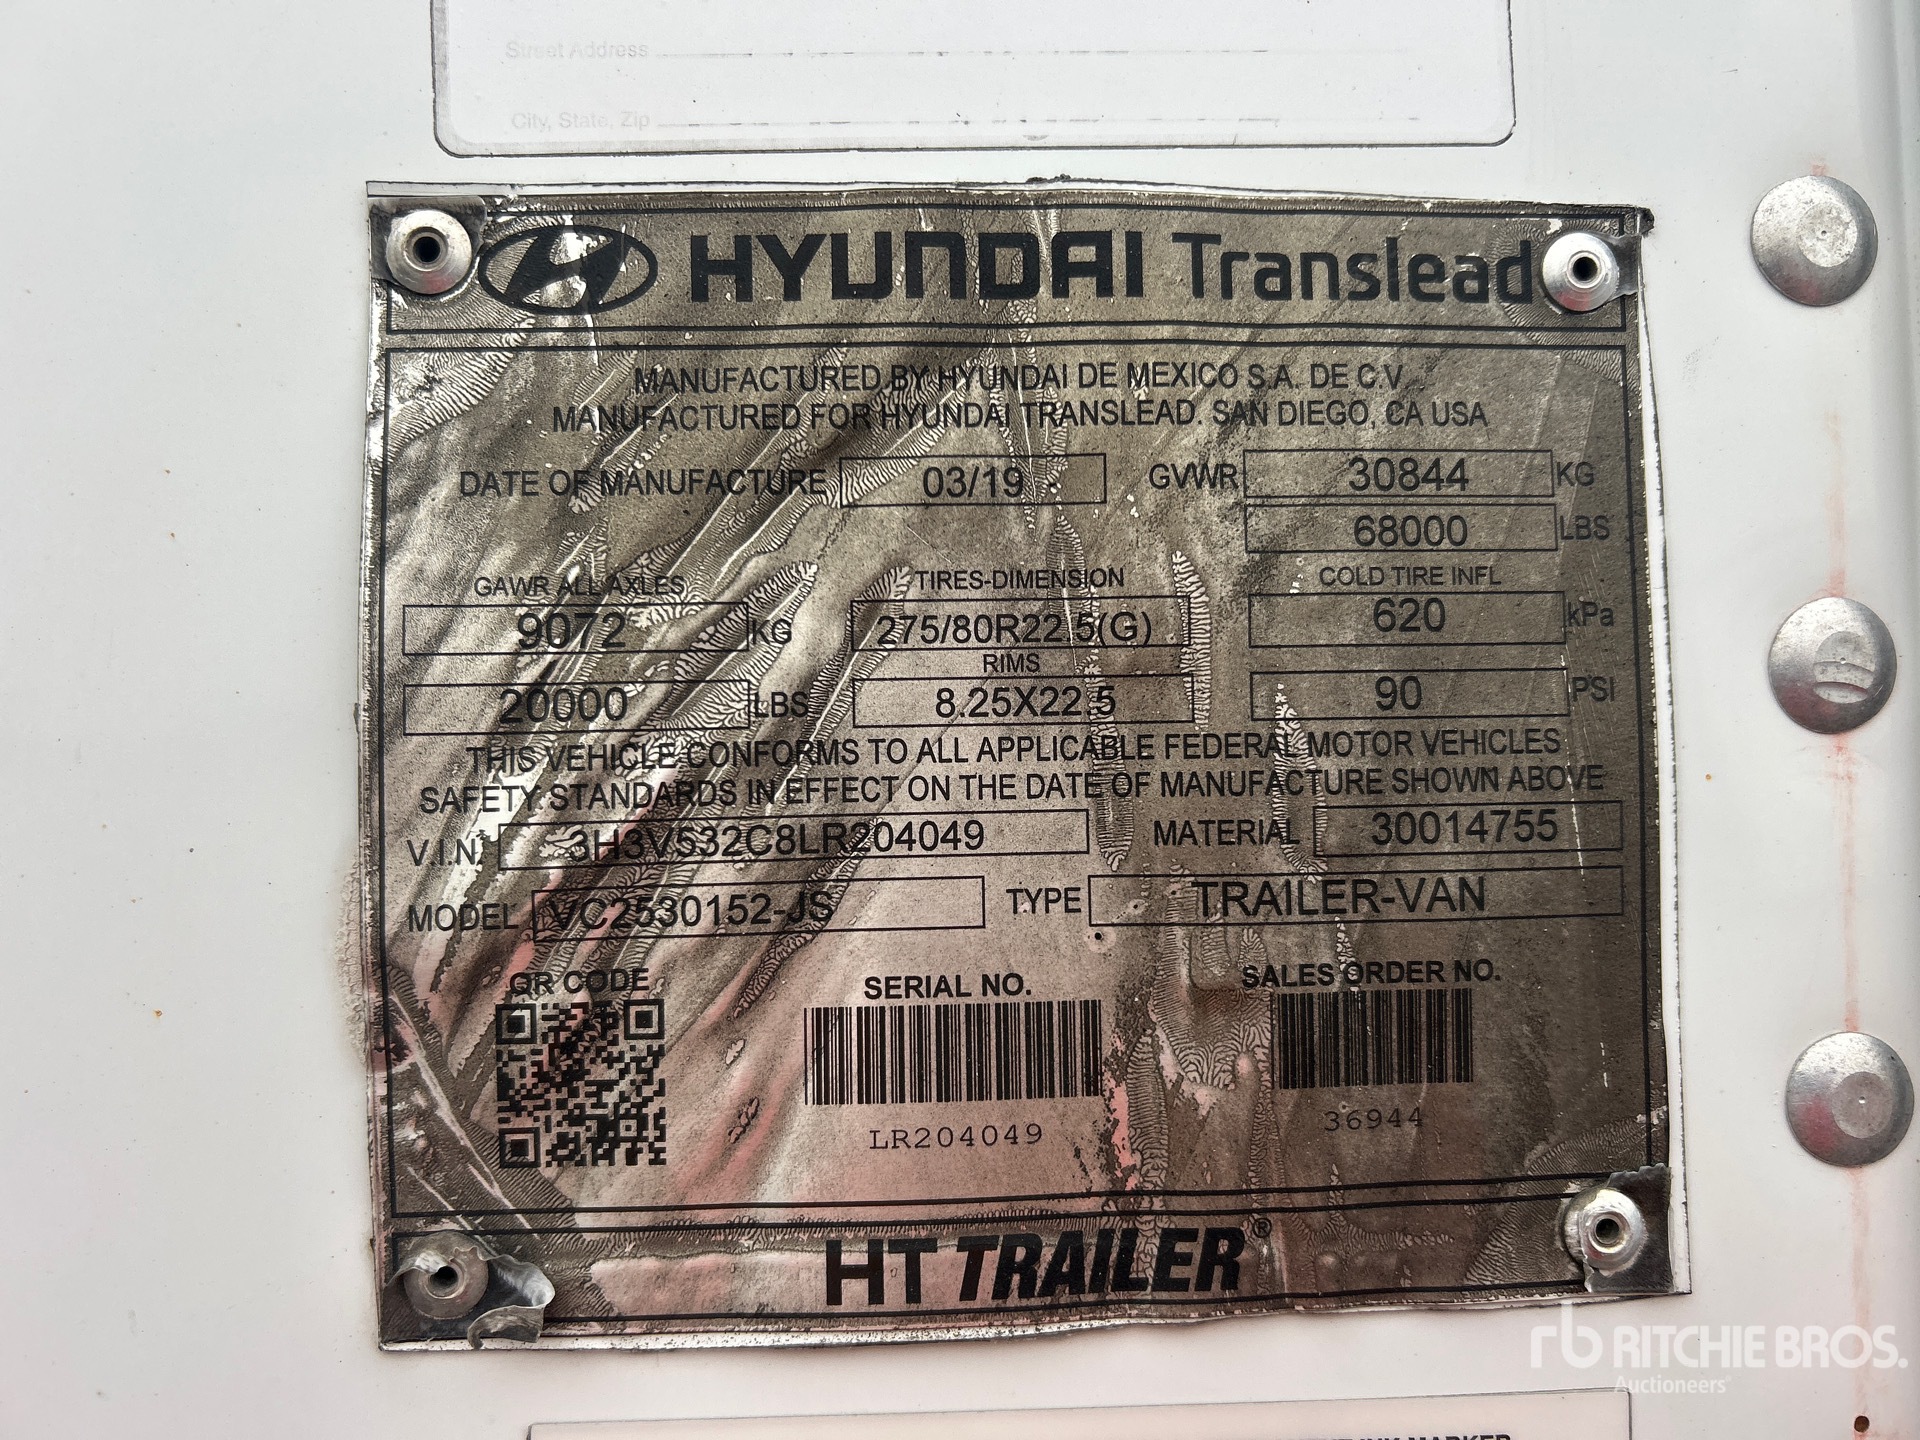 Street Address
City, State, Zip
HYUNDAI Translead
MANUFACTURED BY HYUNDAI DE MEXICO S.A. DE C.V.
MANUFACTURED FOR HYUNDAI TRANSLEAD. SAN DIEGO, CA USA
DATE OF MANUFACTURE 03/19 GVWR 30844 KG
68000 LBS
GAWR ALL AXLES TIRES-DIMENSION COLD TIRE INFL
9072 KG 275/80R22.5(G) 620 kPa
RIMS
20000 LBS 8.25X22.5 90 PSI
THIS VEHICLE CONFORMS TO ALL APPLICABLE FEDERAL MOTOR VEHICLES
SAFETY STANDARDS IN EFFECT ON THE DATE OF MANUFACTURE SHOWN ABOVE
V.I.N. 3H3V532C8LR204049 MATERIAL 30014755
MODEL VC2530152-JS TYPE TRAILER-VAN
QR CODE SERIAL NO. SALES ORDER NO.
LR204049 36944
HT TRAILER®
rb RITCHIE BROS.
Auctioneers